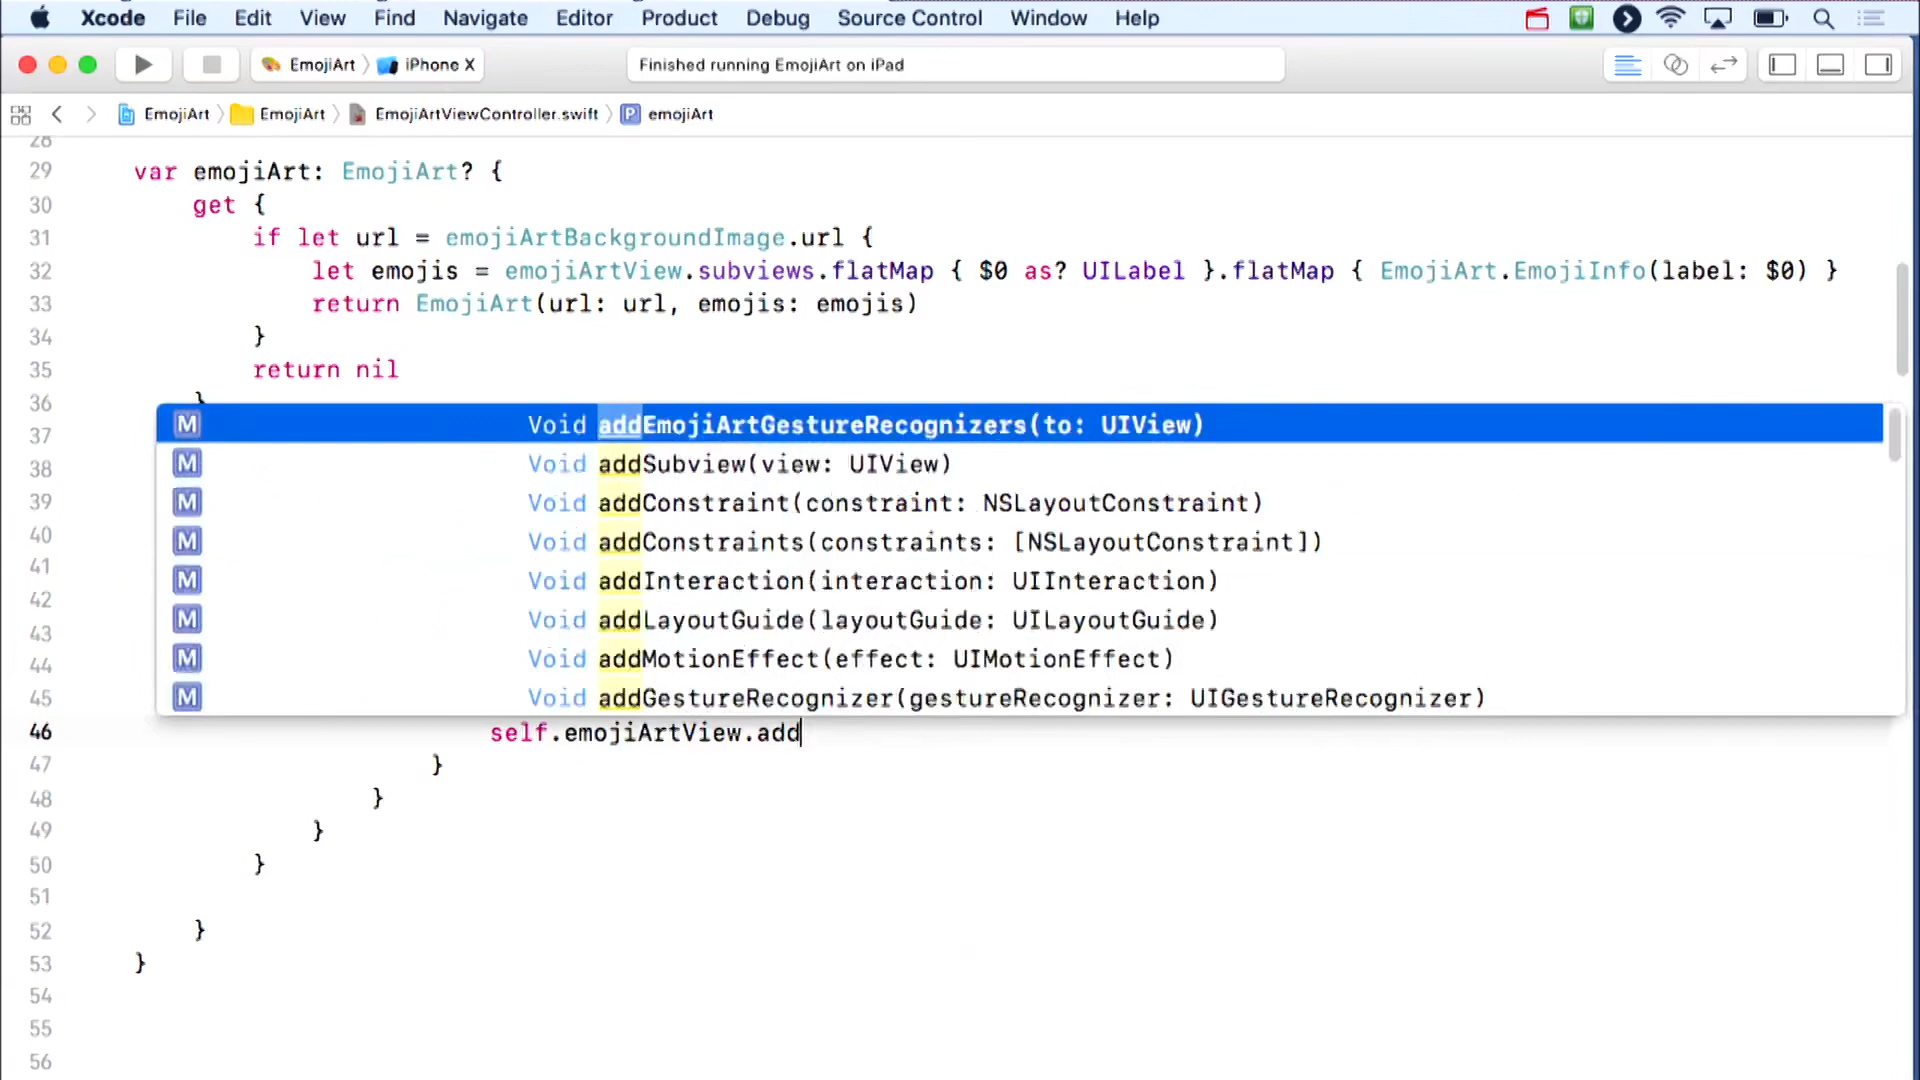 Xcode File Edit View Find Navigate Editor Product Debug Source Control Window Help
EmojiArt iPhone X Finished running EmojiArt on iPad
EmojiArt EmojiArt EmojiArtViewController.swift P emojiArt
28
29 var emojiArt: EmojiArt? {
30 get {
31 if let url = emojiArtBackgroundImage.url {
32 let emojis = emojiArtView.subviews.flatMap { $0 as? UILabel }.flatMap { EmojiArt.EmojiInfo(label: $0) }
33 return EmojiArt(url: url, emojis: emojis)
34 }
35 return nil
36 }
37 M Void addEmojiArtGestureRecognizers(to: UIView)
38 M Void addSubview(view: UIView)
39 M Void addConstraint(constraint: NSLayoutConstraint)
40 M Void addConstraints(constraints: [NSLayoutConstraint])
41 M Void addInteraction(interaction: UIInteraction)
42
43 M Void addLayoutGuide(layoutGuide: UILayoutGuide)
44 M Void addMotionEffect(effect: UIMotionEffect)
45 M Void addGestureRecognizer(gestureRecognizer: UIGestureRecognizer)
46 self.emojiArtView.add
47 }
48 }
49 }
50 }
51
52 }
53 }
54
55
56